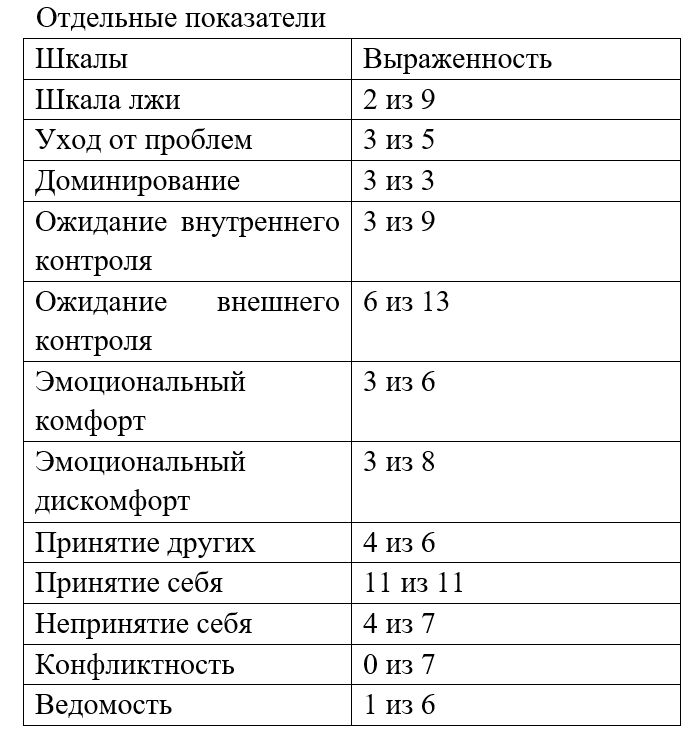 Отдельные показатели
Шкалы Выраженность
Шкала лжи 2 из 9
Уход от проблем 3 из 5
Доминирование 3 из 3
Ожидание внутреннего 3 из 9
контроля
Ожидание внешнего 6 из 13
контроля
Эмоциональный 3 из 6
комфорт
Эмоциональный 3 из 8
дискомфорт
Принятие других 4 из 6
Принятие себя 11 из 11
Непринятие себя 4 из 7
Конфликтность 0 из 7
Ведомость 1 из 6